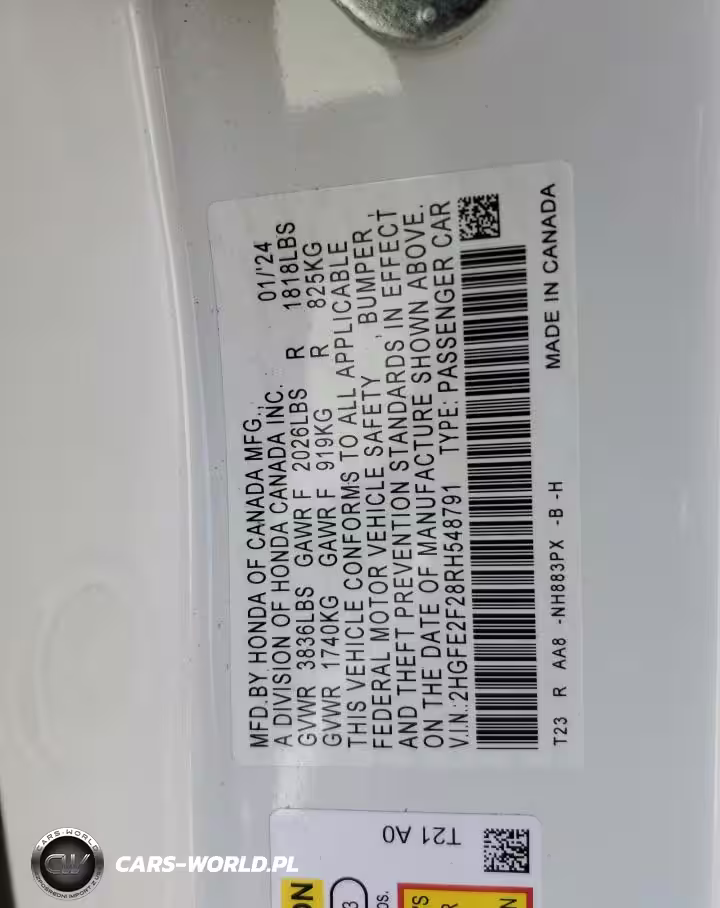 MFD.BY HONDA OF CANADA MFG., 01/'24
A DIVISION OF HONDA CANADA INC.
GVWR 3836LBS GAWR F 2026LBS R 1818LBS
GVWR 1740KG GAWR F 919KG R 825KG
THIS VEHICLE CONFORMS TO ALL APPLICABLE
FEDERAL MOTOR VEHICLE SAFETY , BUMPER ,
AND THEFT PREVENTION STANDARDS IN EFFECT
ON THE DATE OF MANUFACTURE SHOWN ABOVE.
V.I.N.:2HGFE2F28RH548791 TYPE: PASSENGER CAR
T23 R AA8 -NH883PX -B -H
MADE IN CANADA
T21 A0
CARS-WORLD
CW
CARS-WORLD.PL